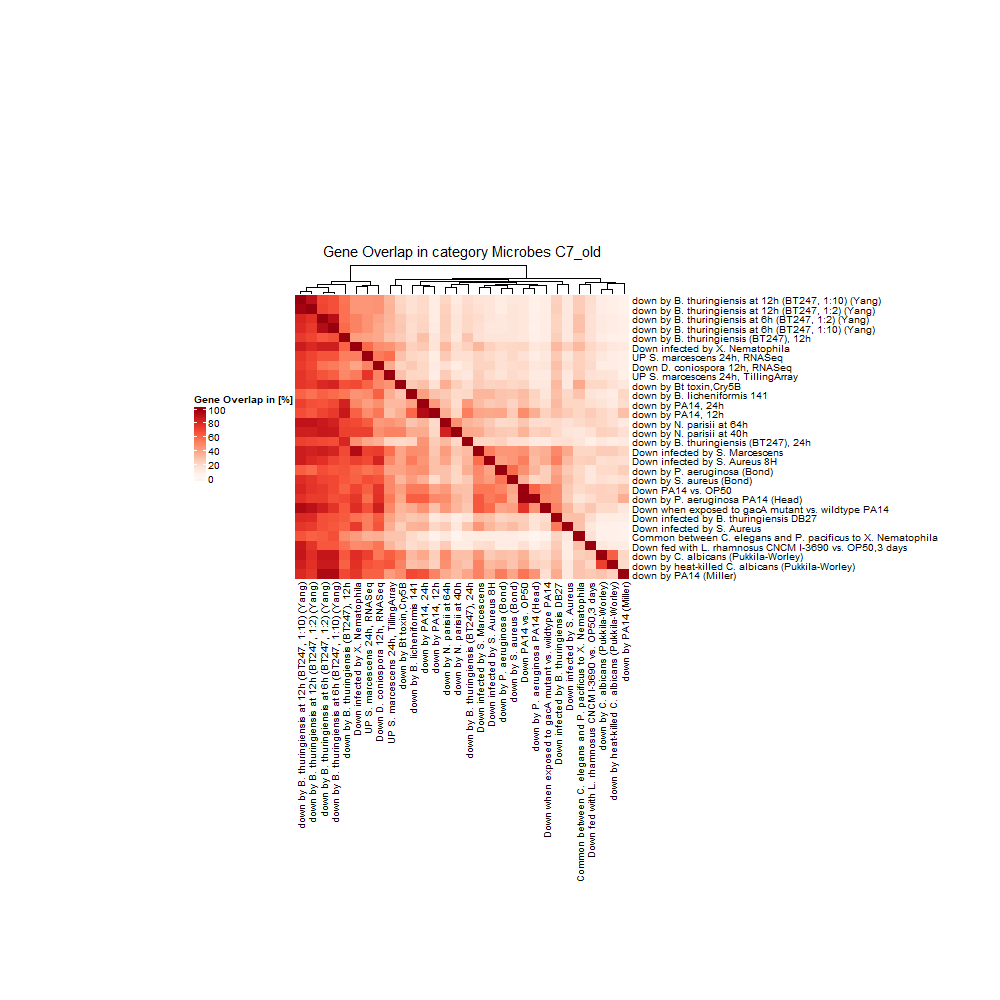 Gene Overlap in category Microbes C7_old
down by B. thuringiensis at 12h (BT247, 1:10) (Yang)
down by B. thuringiensis at 12h (BT247, 1:2) (Yang)
down by B. thuringiensis at 6h (BT247, 1:2) (Yang)
down by B. thuringiensis at 6h (BT247, 1:10) (Yang)
down by B. thuringiensis (BT247), 12h
Down infected by X. Nematophila
UP S. marcescens 24h, RNASeq
Down D. coniospora 12h, RNASeq
UP S. marcescens 24h, TillingArray
down by Bt toxin,Cry5B
down by B. licheniformis 141
down by PA14, 24h
down by PA14, 12h
down by N. parisii at 64h
down by N. parisii at 40h
down by B. thuringiensis (BT247), 24h
Down infected by S. Marcescens
Down infected by S. Aureus 8H
down by P. aeruginosa (Bond)
down by S. aureus (Bond)
Down PA14 vs. OP50
down by P. aeruginosa PA14 (Head)
Down when exposed to gacA mutant vs. wildtype PA14
Down infected by B. thuringiensis DB27
Down infected by S. Aureus
Common between C. elegans and P. pacificus to X. Nematophila
Down fed with L. rhamnosus CNCM I-3690 vs. OP50,3 days
down by C. albicans (Pukkila-Worley)
down by heat-killed C. albicans (Pukkila-Worley)
down by PA14 (Miller)
Gene Overlap in [%]
100
80
60
40
20
0
down by B. thuringiensis at 12h (BT247, 1:10) (Yang)
down by B. thuringiensis at 12h (BT247, 1:2) (Yang)
down by B. thuringiensis at 6h (BT247, 1:2) (Yang)
down by B. thuringiensis at 6h (BT247, 1:10) (Yang)
down by B. thuringiensis (BT247), 12h
Down infected by X. Nematophila
UP S. marcescens 24h, RNASeq
Down D. coniospora 12h, RNASeq
UP S. marcescens 24h, TillingArray
down by Bt toxin,Cry5B
down by B. licheniformis 141
down by PA14, 24h
down by PA14, 12h
down by N. parisii at 64h
down by N. parisii at 40h
down by B. thuringiensis (BT247), 24h
Down infected by S. Marcescens
Down infected by S. Aureus 8H
down by P. aeruginosa (Bond)
down by S. aureus (Bond)
Down PA14 vs. OP50
down by P. aeruginosa PA14 (Head)
Down when exposed to gacA mutant vs. wildtype PA14
Down infected by B. thuringiensis DB27
Down infected by S. Aureus
Common between C. elegans and P. pacificus to X. Nematophila
Down fed with L. rhamnosus CNCM I-3690 vs. OP50,3 days
down by C. albicans (Pukkila-Worley)
down by heat-killed C. albicans (Pukkila-Worley)
down by PA14 (Miller)